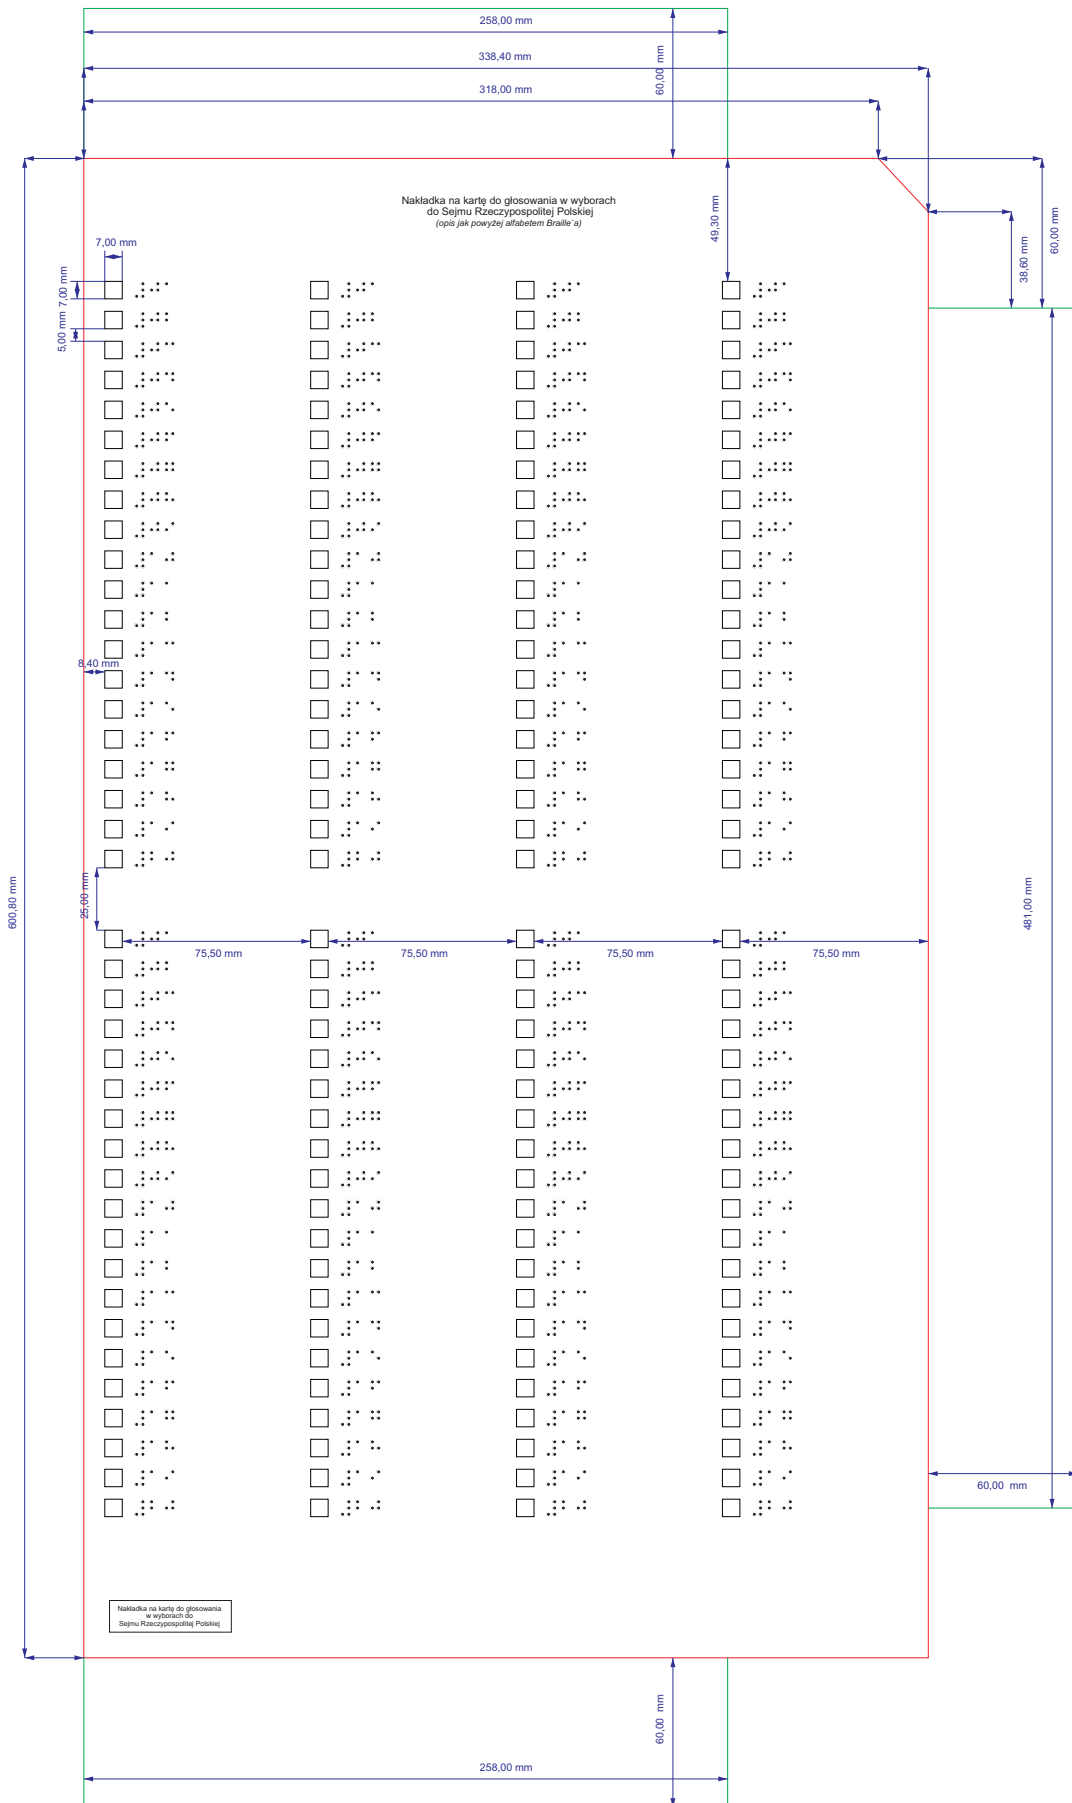 258,00 mm
338,40 mm
60,00 mm
318,00 mm
Nakładka na kartę do głosowania w wyborach
do Sejmu Rzeczypospolitej Polskiej
(opis jak powyżej alfabetem Braille`a)
49,30 mm
60,00 mm
38,60 mm
7,00 mm
7,00 mm
5,00 mm
⠼⠚⠁ ⠼⠚⠁ ⠼⠚⠁ ⠼⠚⠁
⠼⠚⠃ ⠼⠚⠃ ⠼⠚⠃ ⠼⠚⠃
⠼⠚⠉ ⠼⠚⠉ ⠼⠚⠉ ⠼⠚⠉
⠼⠚⠙ ⠼⠚⠙ ⠼⠚⠙ ⠼⠚⠙
⠼⠚⠑ ⠼⠚⠑ ⠼⠚⠑ ⠼⠚⠑
⠼⠚⠋ ⠼⠚⠋ ⠼⠚⠋ ⠼⠚⠋
⠼⠚⠛ ⠼⠚⠛ ⠼⠚⠛ ⠼⠚⠛
⠼⠚⠓ ⠼⠚⠓ ⠼⠚⠓ ⠼⠚⠓
⠼⠚⠊ ⠼⠚⠊ ⠼⠚⠊ ⠼⠚⠊
⠼⠁⠚ ⠼⠁⠚ ⠼⠁⠚ ⠼⠁⠚
⠼⠁⠁ ⠼⠁⠁ ⠼⠁⠁ ⠼⠁⠁
⠼⠁⠃ ⠼⠁⠃ ⠼⠁⠃ ⠼⠁⠃
⠼⠁⠉ ⠼⠁⠉ ⠼⠁⠉ ⠼⠁⠉
8,40 mm
⠼⠁⠙ ⠼⠁⠙ ⠼⠁⠙ ⠼⠁⠙
⠼⠁⠑ ⠼⠁⠑ ⠼⠁⠑ ⠼⠁⠑
⠼⠁⠋ ⠼⠁⠋ ⠼⠁⠋ ⠼⠁⠋
⠼⠁⠛ ⠼⠁⠛ ⠼⠁⠛ ⠼⠁⠛
⠼⠁⠓ ⠼⠁⠓ ⠼⠁⠓ ⠼⠁⠓
⠼⠁⠊ ⠼⠁⠊ ⠼⠁⠊ ⠼⠁⠊
⠼⠃⠚ ⠼⠃⠚ ⠼⠃⠚ ⠼⠃⠚
600,80 mm
25,00 mm
481,00 mm
⠼⠚⠁ ⠼⠚⠁ ⠼⠚⠁ ⠼⠚⠁
75,50 mm 75,50 mm 75,50 mm 75,50 mm
⠼⠚⠃ ⠼⠚⠃ ⠼⠚⠃ ⠼⠚⠃
⠼⠚⠉ ⠼⠚⠉ ⠼⠚⠉ ⠼⠚⠉
⠼⠚⠙ ⠼⠚⠙ ⠼⠚⠙ ⠼⠚⠙
⠼⠚⠑ ⠼⠚⠑ ⠼⠚⠑ ⠼⠚⠑
⠼⠚⠋ ⠼⠚⠋ ⠼⠚⠋ ⠼⠚⠋
⠼⠚⠛ ⠼⠚⠛ ⠼⠚⠛ ⠼⠚⠛
⠼⠚⠓ ⠼⠚⠓ ⠼⠚⠓ ⠼⠚⠓
⠼⠚⠊ ⠼⠚⠊ ⠼⠚⠊ ⠼⠚⠊
⠼⠁⠚ ⠼⠁⠚ ⠼⠁⠚ ⠼⠁⠚
⠼⠁⠁ ⠼⠁⠁ ⠼⠁⠁ ⠼⠁⠁
⠼⠁⠃ ⠼⠁⠃ ⠼⠁⠃ ⠼⠁⠃
⠼⠁⠉ ⠼⠁⠉ ⠼⠁⠉ ⠼⠁⠉
⠼⠁⠙ ⠼⠁⠙ ⠼⠁⠙ ⠼⠁⠙
⠼⠁⠑ ⠼⠁⠑ ⠼⠁⠑ ⠼⠁⠑
⠼⠁⠋ ⠼⠁⠋ ⠼⠁⠋ ⠼⠁⠋
⠼⠁⠛ ⠼⠁⠛ ⠼⠁⠛ ⠼⠁⠛
⠼⠁⠓ ⠼⠁⠓ ⠼⠁⠓ ⠼⠁⠓
⠼⠁⠊ ⠼⠁⠊ ⠼⠁⠊ ⠼⠁⠊
60,00 mm
⠼⠃⠚ ⠼⠃⠚ ⠼⠃⠚ ⠼⠃⠚
Nakładka na kartę do głosowania
w wyborach do
Sejmu Rzeczypospolitej Polskiej
60,00 mm
258,00 mm